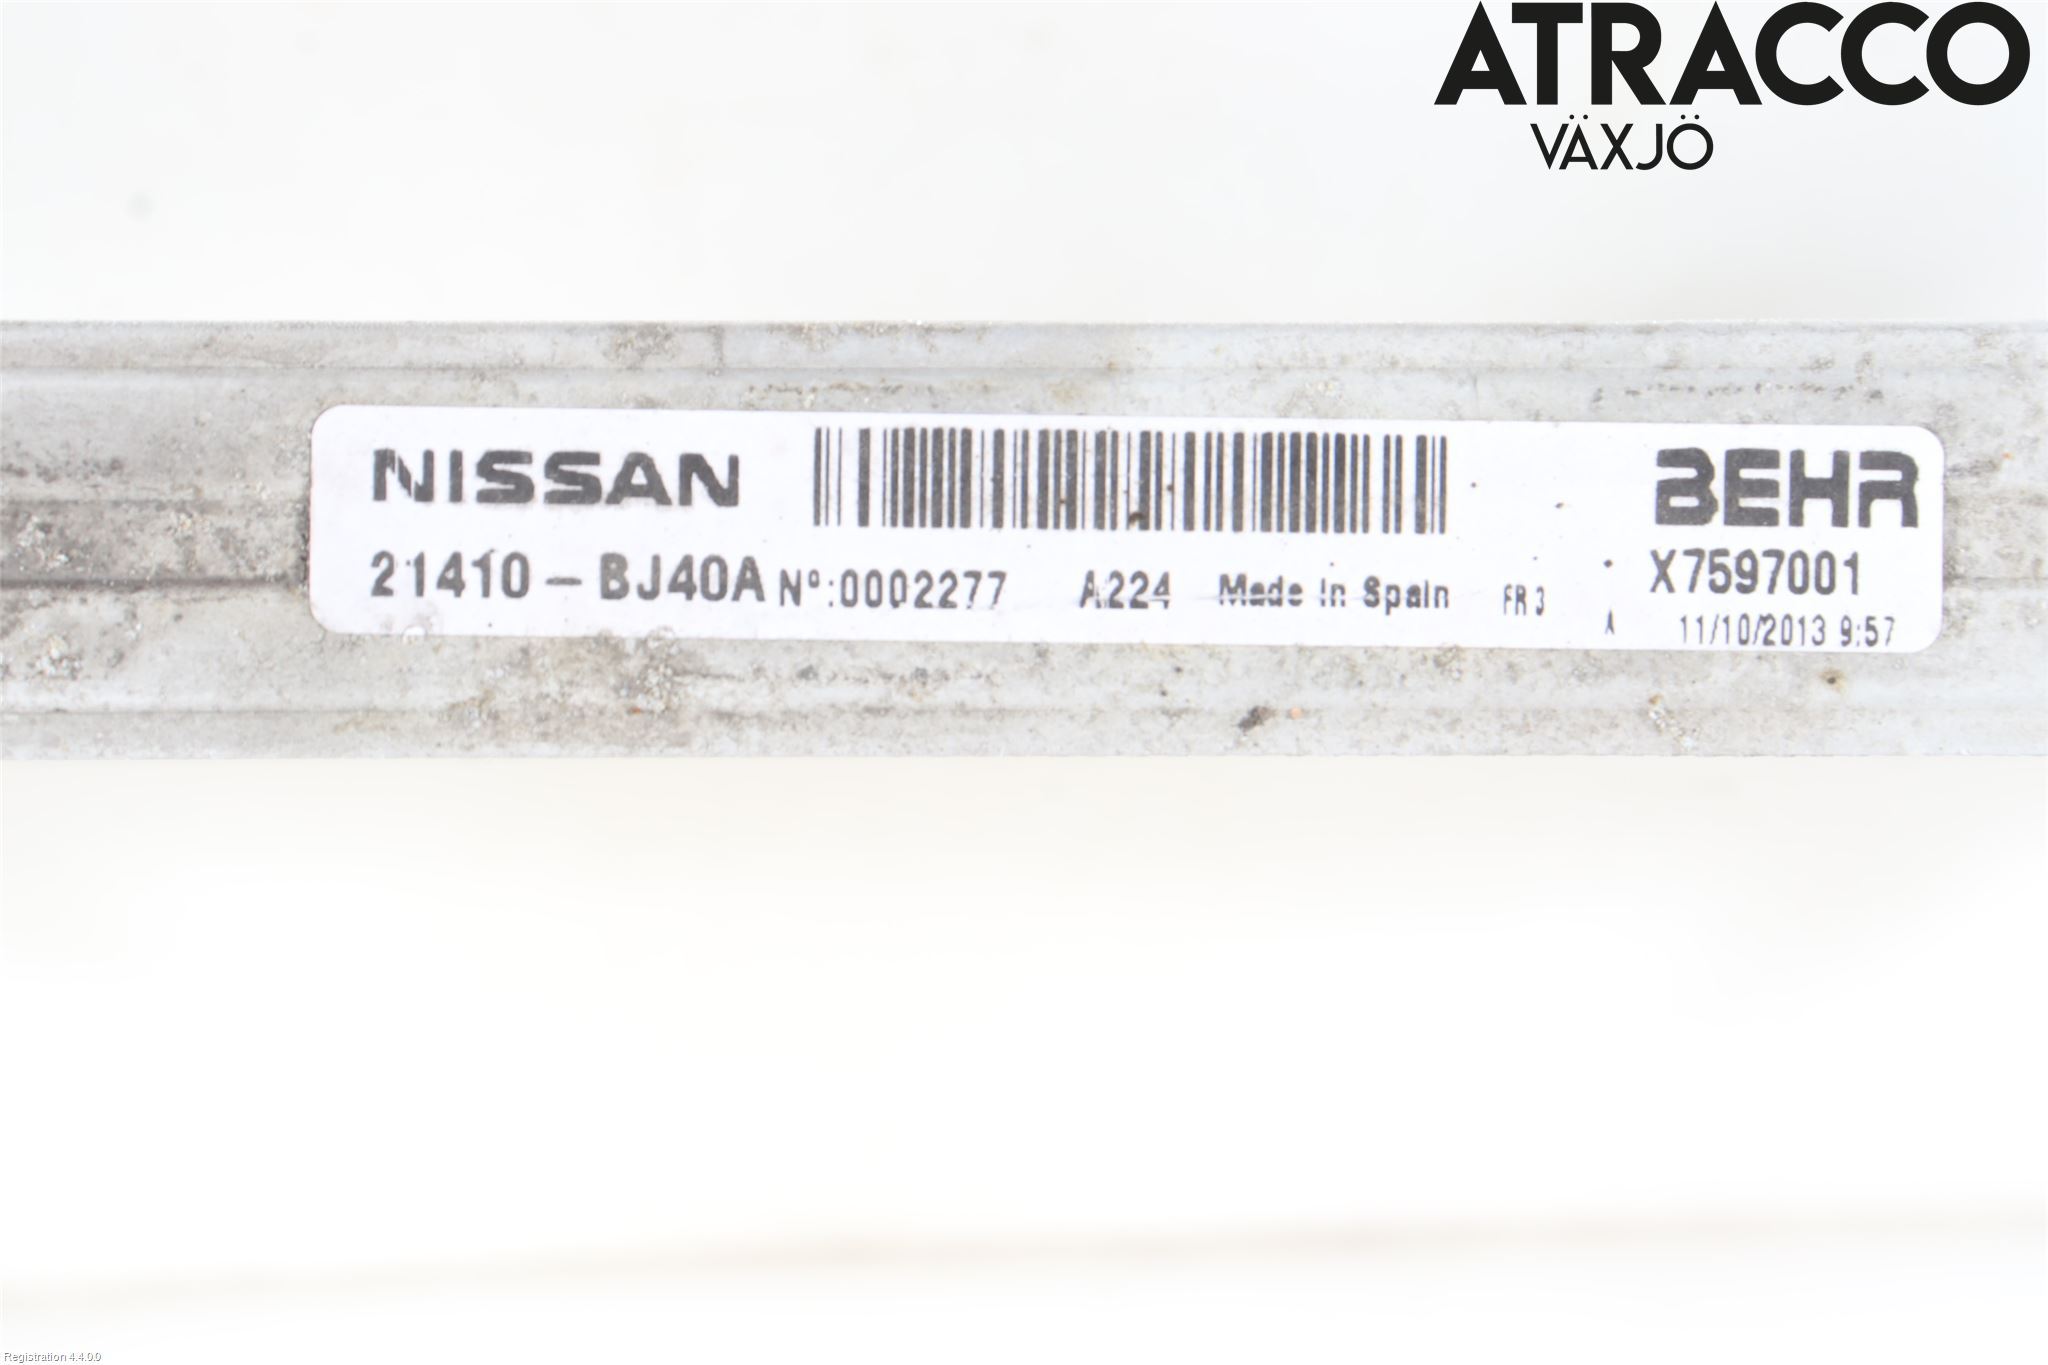 ATRACCO
VÄXJÖ
NISSAN BEHR
21410-BJ40A Nº:0002277 A224 Made In Spain FR 3 X7597001
A 11/10/2013 9:57
Registration 4.4.0.0